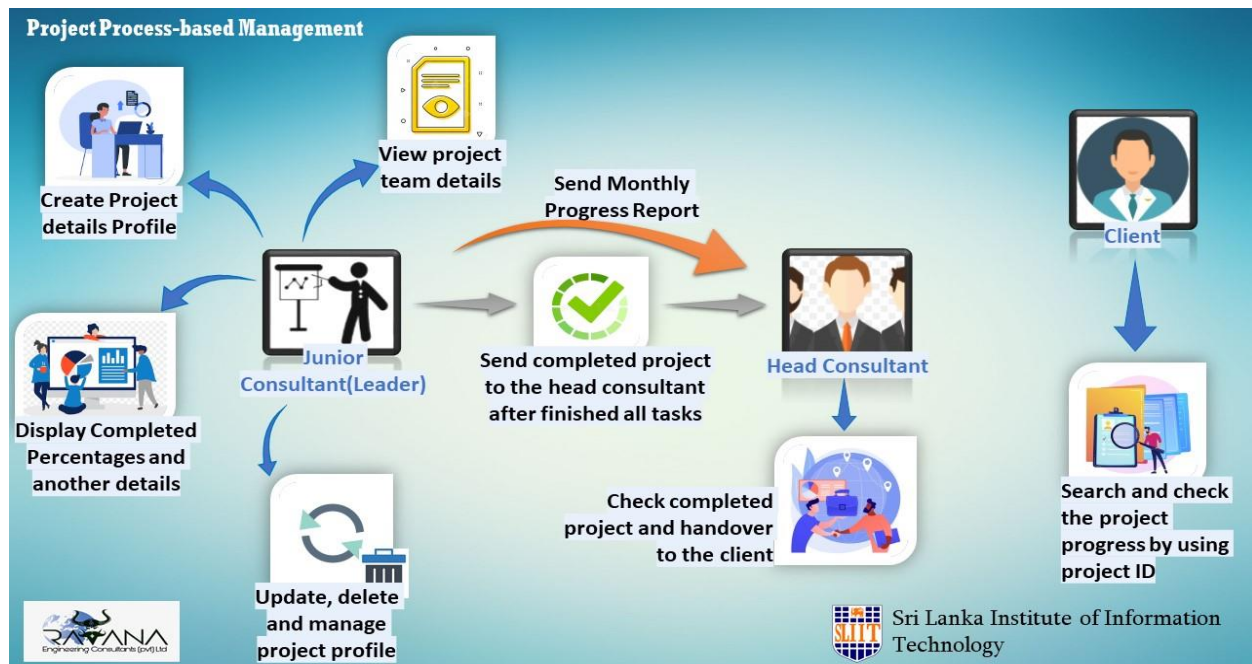 Project Process-based Management
View project
team details
Create Project
details Profile
Send Monthly
Progress Report
Client
Junior
Consultant(Leader)
Send completed project
to the head consultant
after finished all tasks
Head Consultant
Display Completed
Percentages and
another details
Check completed
project and handover
to the client
Search and check
the project
progress by using
project ID
Update, delete
and manage
project profile
RAVANA
Engineering Consultants (pvt) Ltd
SLIIT
Sri Lanka Institute of Information
Technology